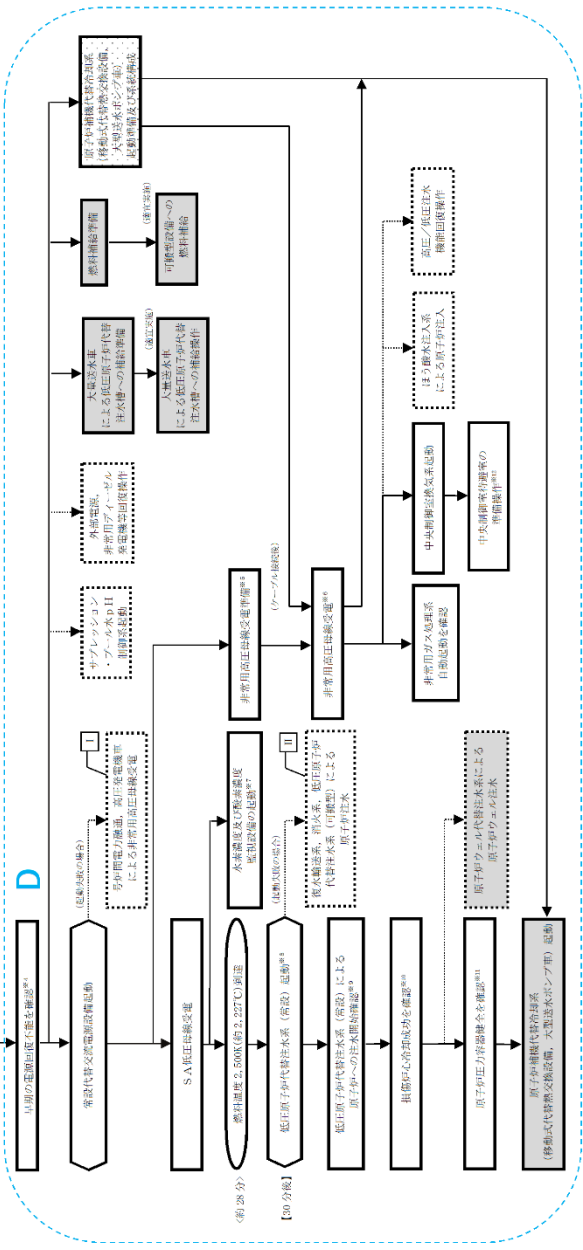 D
早期の電源回復不能を確認※4
常設代替交流電源設備起動
(起動失敗の場合)
I
号炉間電力融通、高圧発電機車
による非常用高圧母線受電
サプレッション
・プール水pH
制御系起動
外部電源、
非常用ディーゼル
発電機等回復操作
大量送水車
による低圧原子炉代替
注水槽への補給準備
(適宜実施)
大量送水車
による低圧原子炉代替
注水槽への補給操作
燃料補給準備
(適宜実施)
可搬型設備への
燃料補給
原子炉補機代替冷却系
(移動式代替熱交換設備、
大型送水ポンプ車)
起動準備及び系統構成
SA低圧母線受電
非常用高圧母線受電準備※5
(ケーブル接続後)
非常用高圧母線受電※6
<約28分>
燃料温度2,500K(約2,227℃)到達
水素濃度及び酸素濃度
監視設備の起動※7
【30分後】
低圧原子炉代替注水系(常設)起動※8
(起動失敗の場合)
II
復水輸送系、消火系、低圧原子炉
代替注水系(可搬型)による
原子炉注水
低圧原子炉代替注水系(常設)による
原子炉への注水開始確認※9
非常用ガス処理系
自動起動を確認
中央制御室換気系起動
中央制御室待避室の
準備操作※12
ほう酸水注入系
による原子炉注入
高圧/低圧注水
機能回復操作
損傷炉心冷却成功を確認※10
原子炉ウェル代替注水系による
原子炉ウェル注水
原子炉圧力容器健全を確認※11
原子炉補機代替冷却系
(移動式代替熱交換設備、大型送水ポンプ車)起動